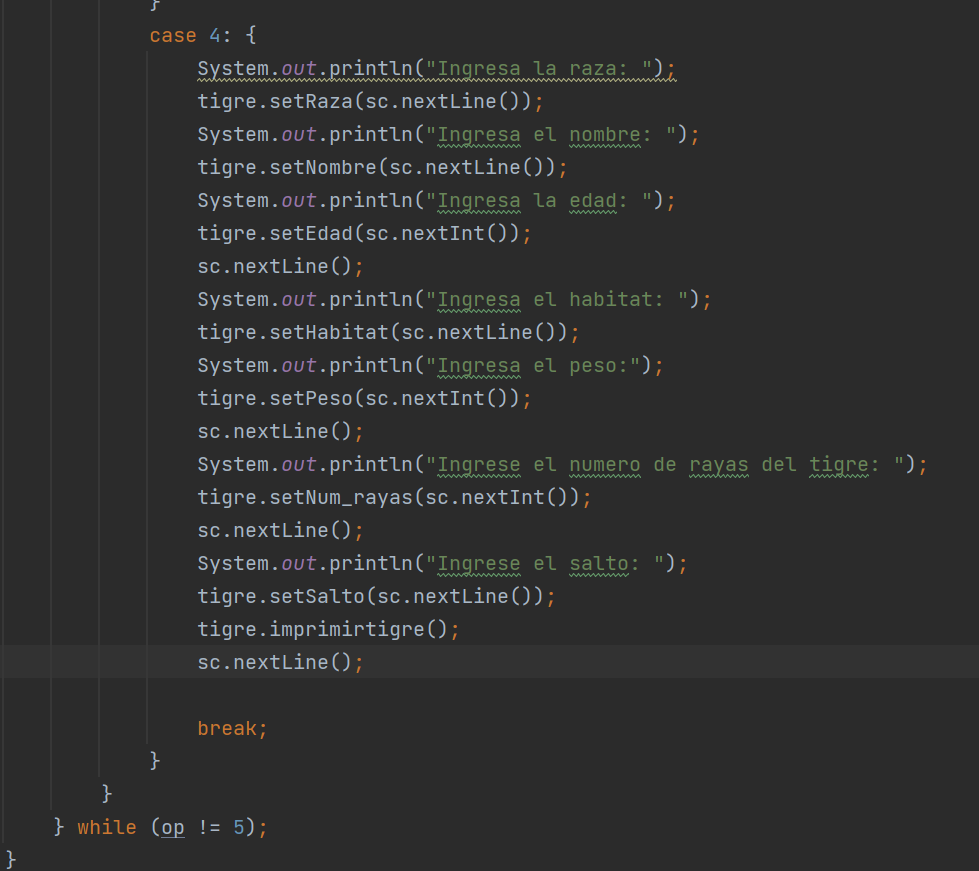 }
case 4: {
System.out.println("Ingresa la raza: ");
tigre.setRaza(sc.nextLine());
System.out.println("Ingresa el nombre: ");
tigre.setNombre(sc.nextLine());
System.out.println("Ingresa la edad: ");
tigre.setEdad(sc.nextInt());
sc.nextLine();
System.out.println("Ingresa el habitat: ");
tigre.setHabitat(sc.nextLine());
System.out.println("Ingresa el peso:");
tigre.setPeso(sc.nextInt());
sc.nextLine();
System.out.println("Ingrese el numero de rayas del tigre: ");
tigre.setNum_rayas(sc.nextInt());
sc.nextLine();
System.out.println("Ingrese el salto: ");
tigre.setSalto(sc.nextLine());
tigre.imprimirtigre();
sc.nextLine();
break;
}
}
} while (op != 5);
}